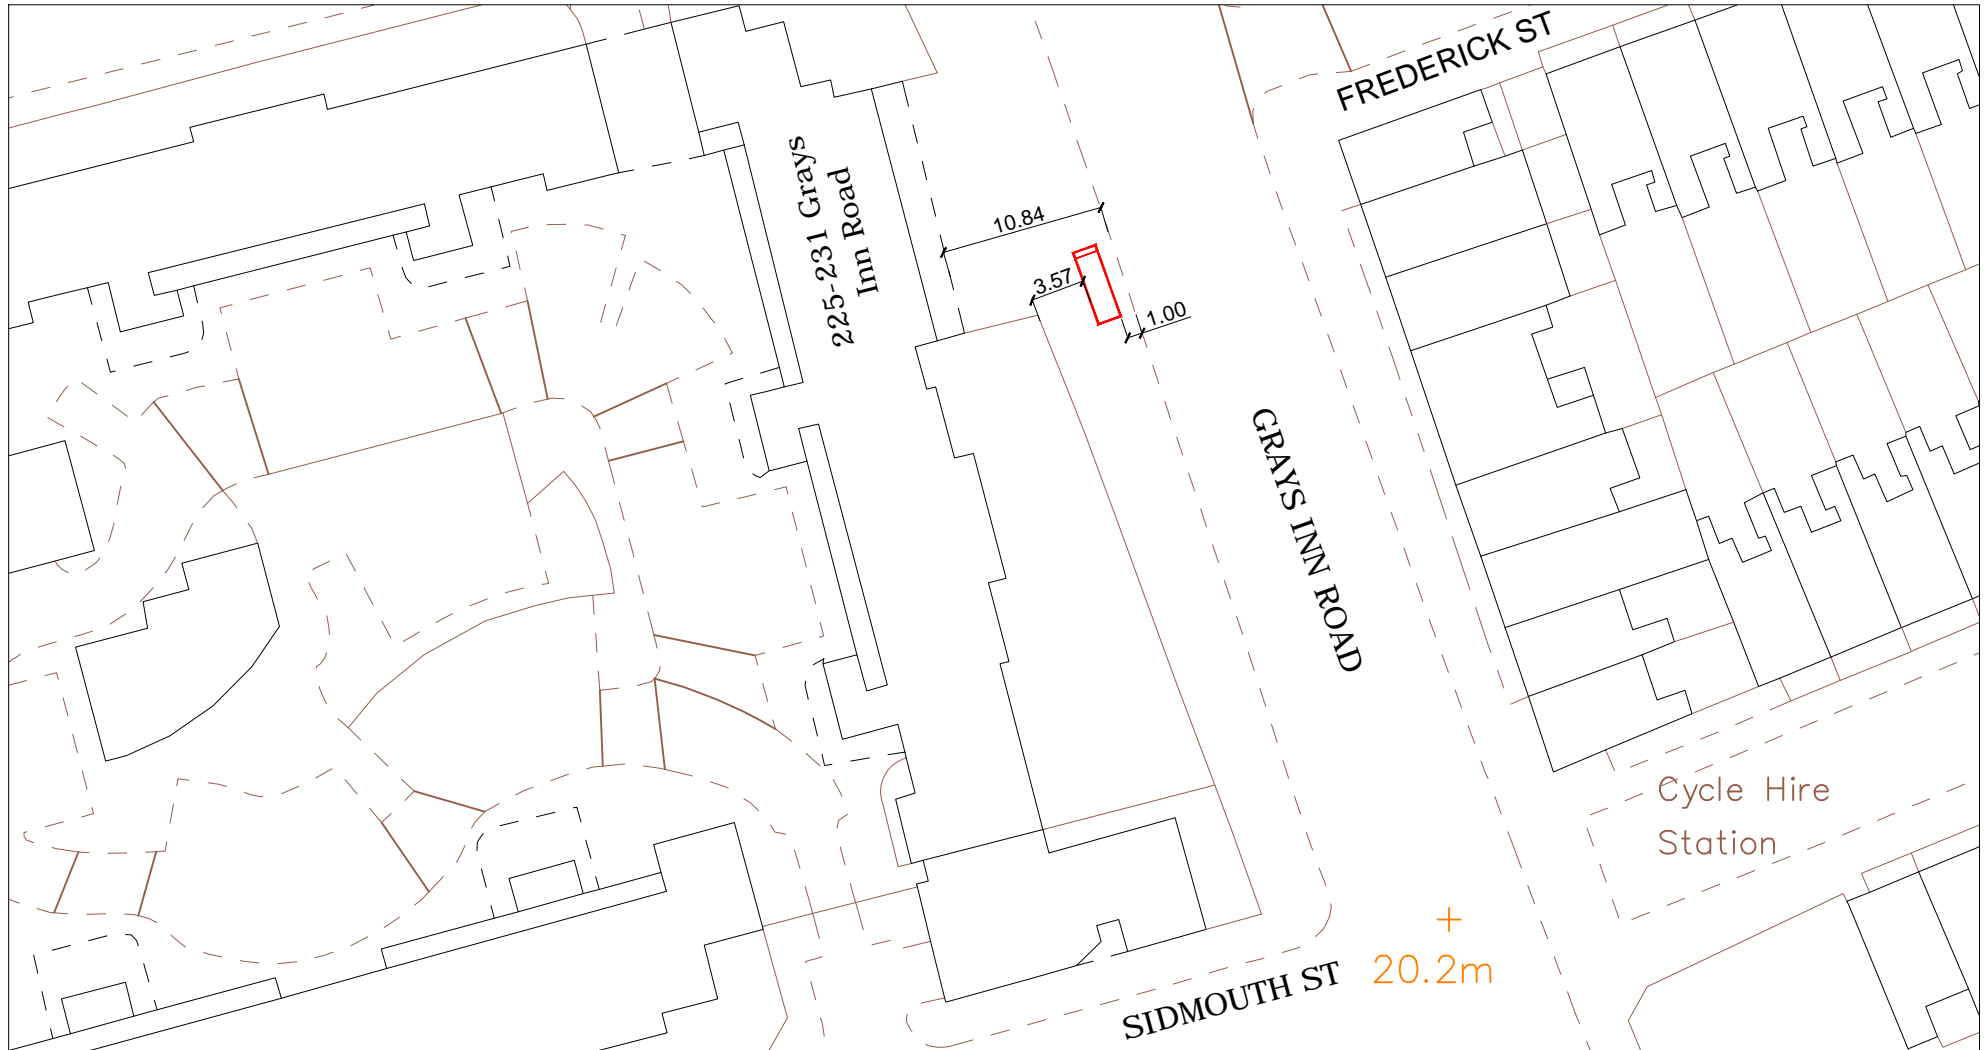 FREDERICK ST
225-231 Grays
Inn Road
10.84
3.57
1.00
GRAYS INN ROAD
Cycle Hire
Station
20.2m
SIDMOUTH ST